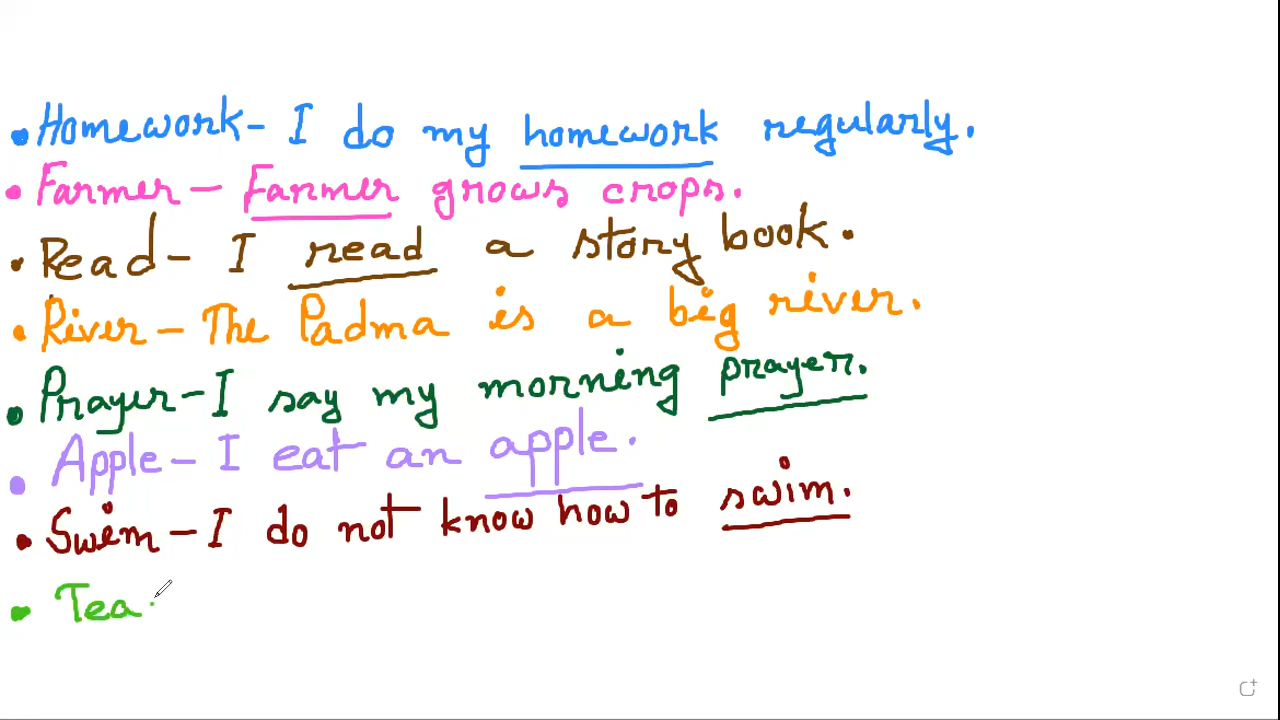 •Homework- I do my homework regularly.
•Farmer - Farmer grows crops.
•Read- I read a story book.
•River - The Padma is a big river.
•Prayer-I say my morning prayer.
•Apple- I eat an apple.
•Swim-I do not know how to swim.
•Tea